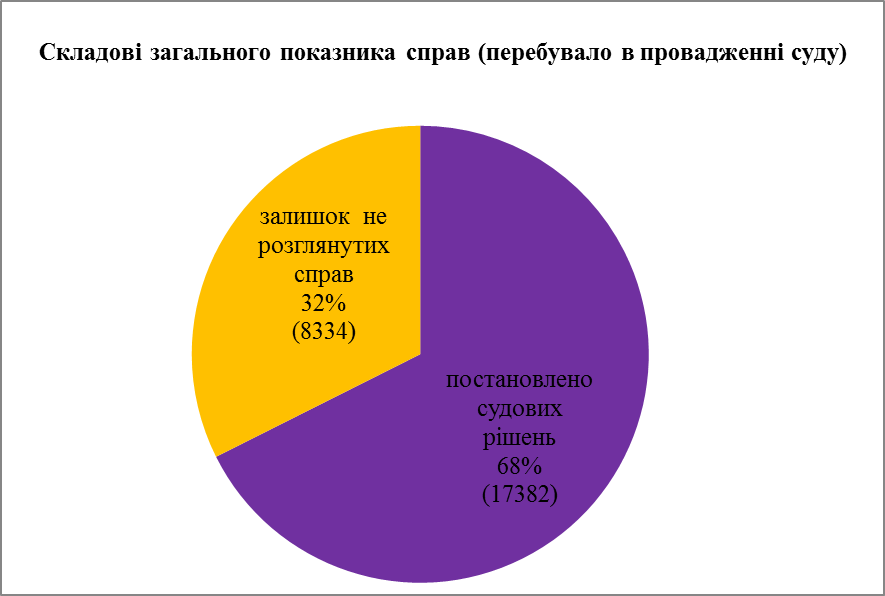 Складові загального показника справ (перебувало в провадженні суду)
залишок не
розглянутих
справ
32%
(8334)
постановлено
судових
рішень
68%
(17382)